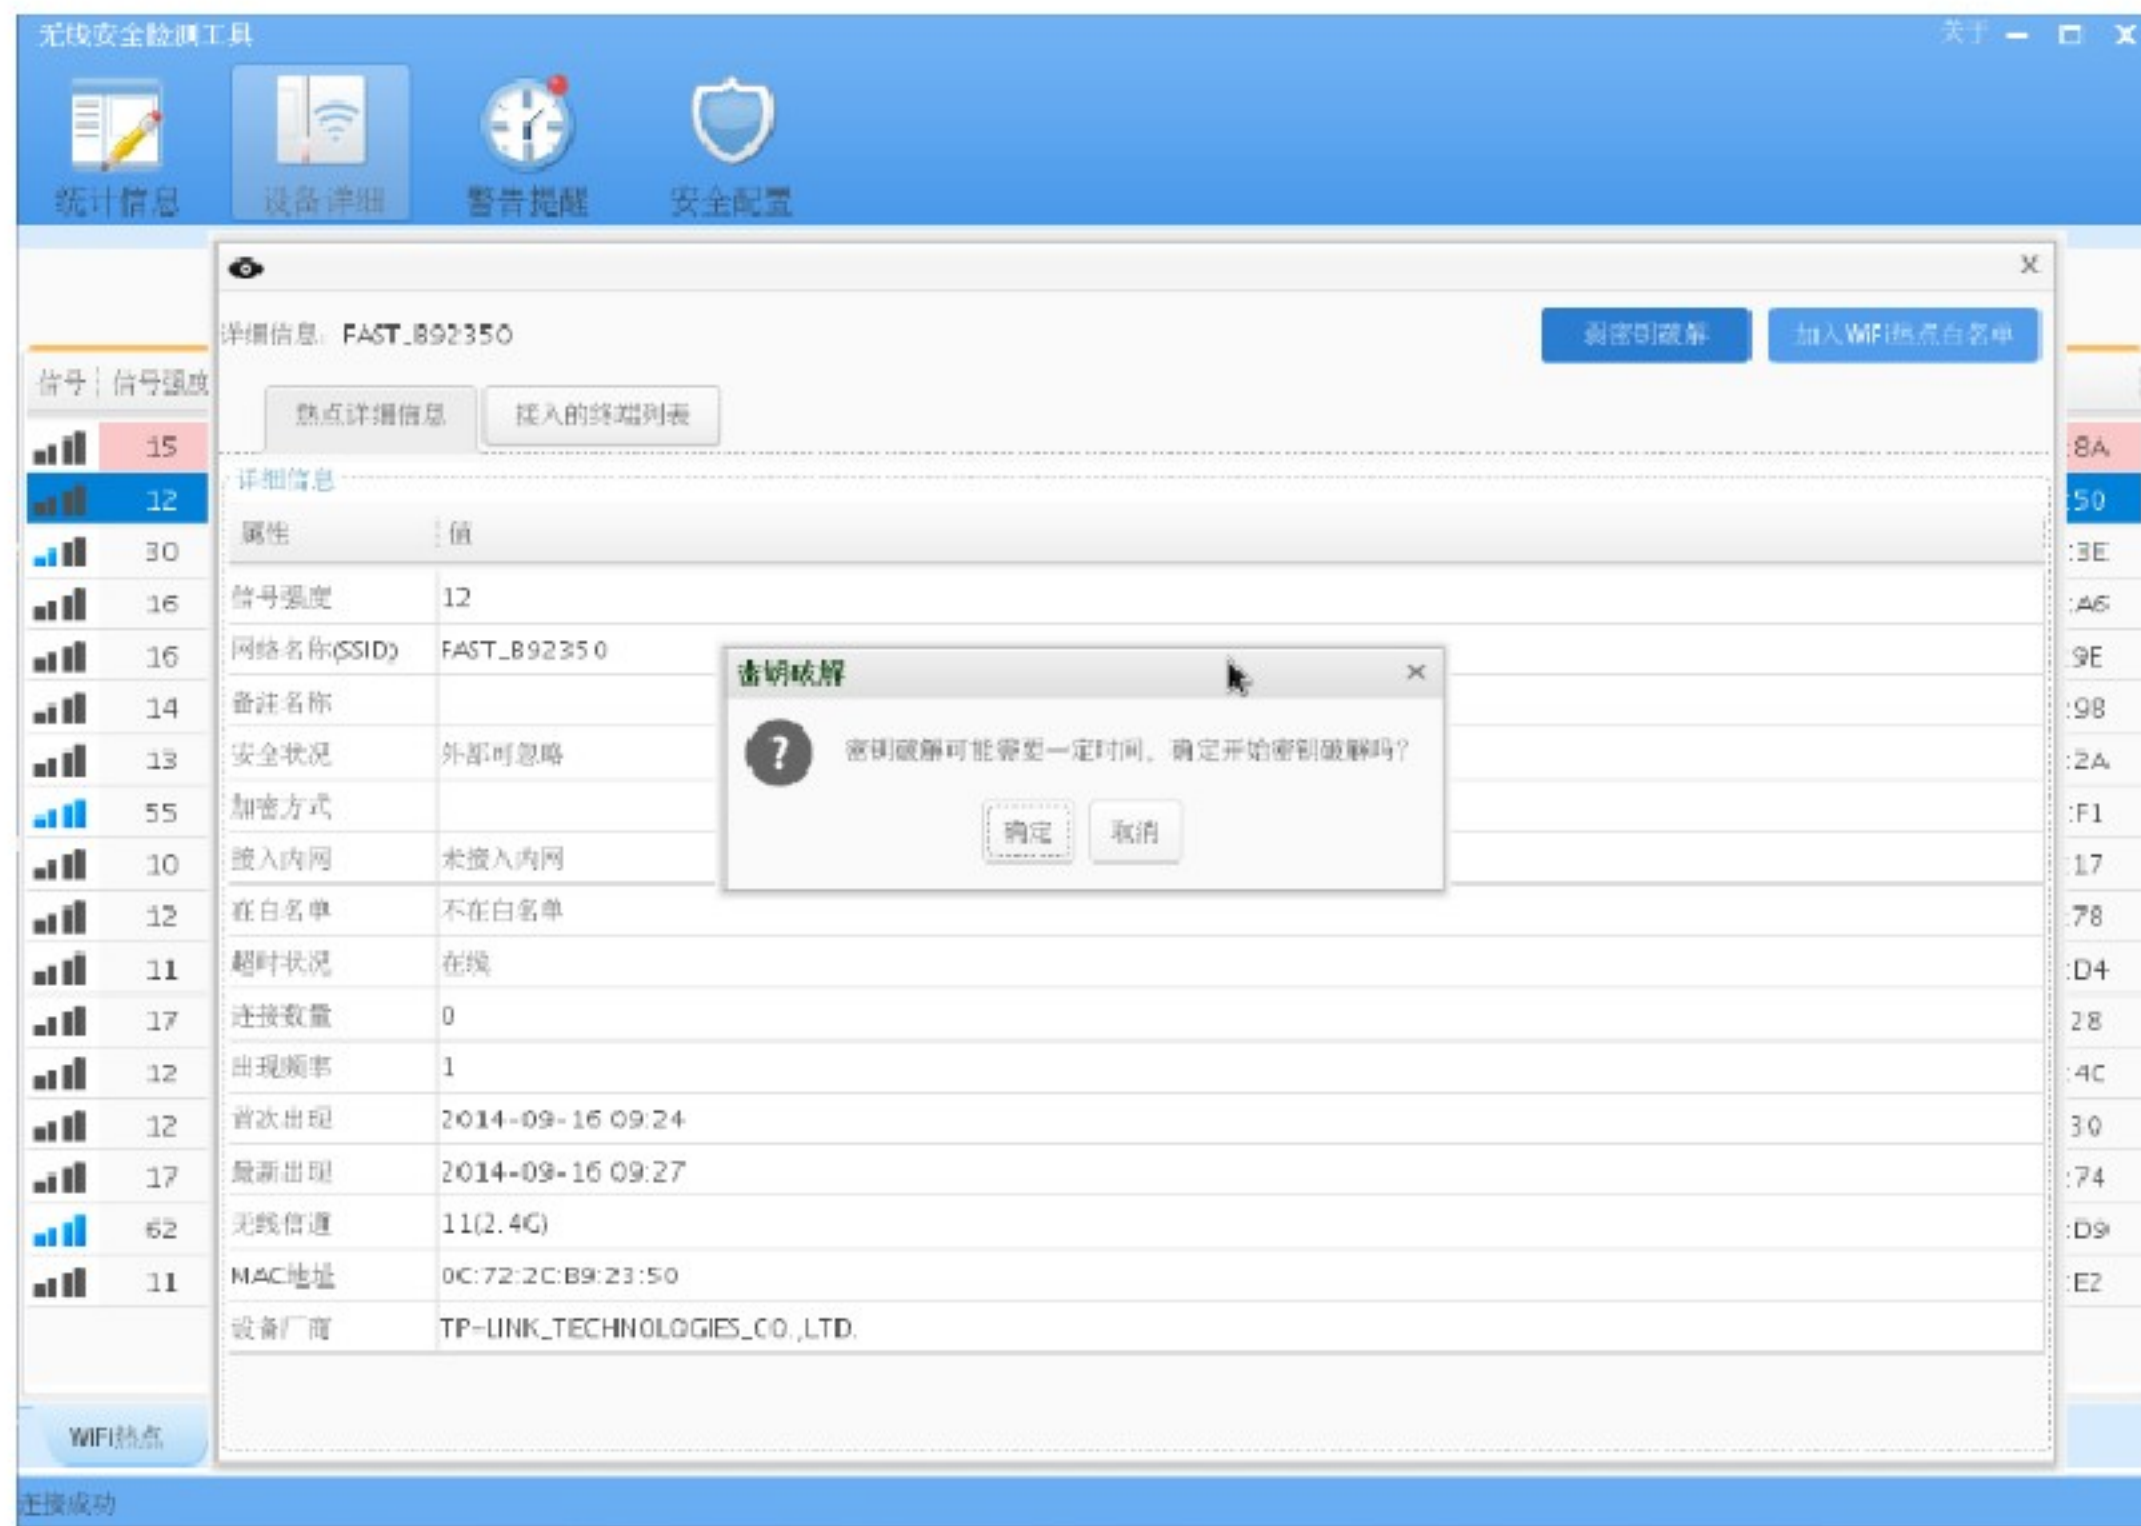 无线安全检测工具 关于
统计信息 设备详细 警告提醒 安全配置
详细信息: FAST_B92350 弱密钥破解 加入WIFI热点白名单
信号 信号强度
热点详细信息 接入的终端列表
15 :8A
详细信息
12 :50
属性 值
30 :3E
信号强度 12
16 :A6
网络名称(SSID) FAST_B92350
16 :9E
密钥破解
备注名称
14 :98
安全状况 外部可忽略
13 :2A
密钥破解可能需要一定时间，确定开始密钥破解吗?
加密方式
55 :F1
确定 取消
接入内网 未接入内网
10 :17
在白名单 不在白名单
12 :78
超时状况 在线
11 :D4
连接数量 0
17 :28
出现频率 1
12 :4C
首次出现 2014-09-16 09:24
12 :30
最新出现 2014-09-16 09:27
17 :74
无线信道 11(2.4G)
62 :D9
MAC地址 0C:72:2C:B9:23:50
11 :E2
设备厂商 TP-LINK_TECHNOLOGIES_CO.,LTD.
WIFI热点
连接成功